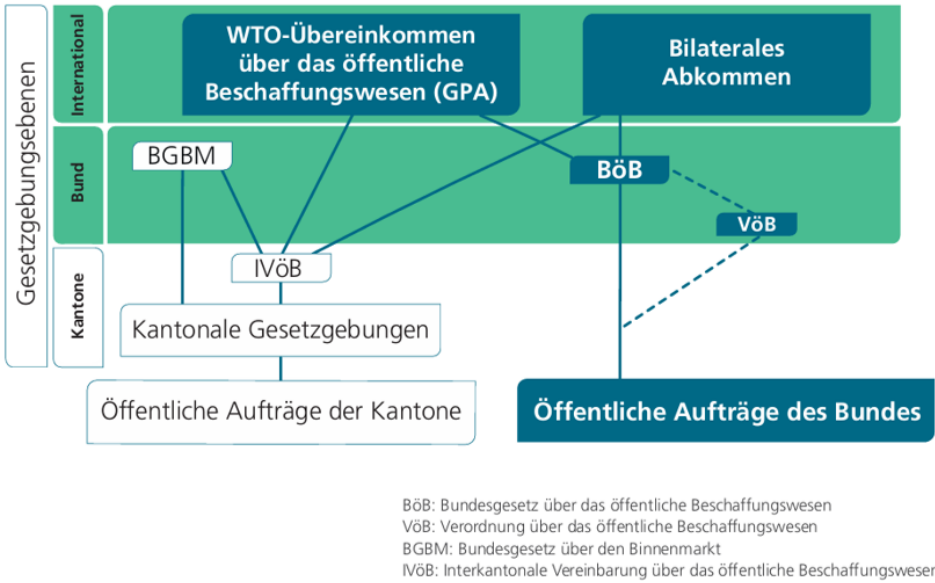 Gesetzgebungsebenen
International
WTO-Übereinkommen
über das öffentliche
Beschaffungswesen (GPA)
Bilaterales
Abkommen
Bund
BGBM
BöB
VöB
Kantone
IVöB
Kantonale Gesetzgebungen
Öffentliche Aufträge der Kantone
Öffentliche Aufträge des Bundes
BöB: Bundesgesetz über das öffentliche Beschaffungswesen
VöB: Verordnung über das öffentliche Beschaffungswesen
BGBM: Bundesgesetz über den Binnenmarkt
IVöB: Interkantonale Vereinbarung über das öffentliche Beschaffungswesen